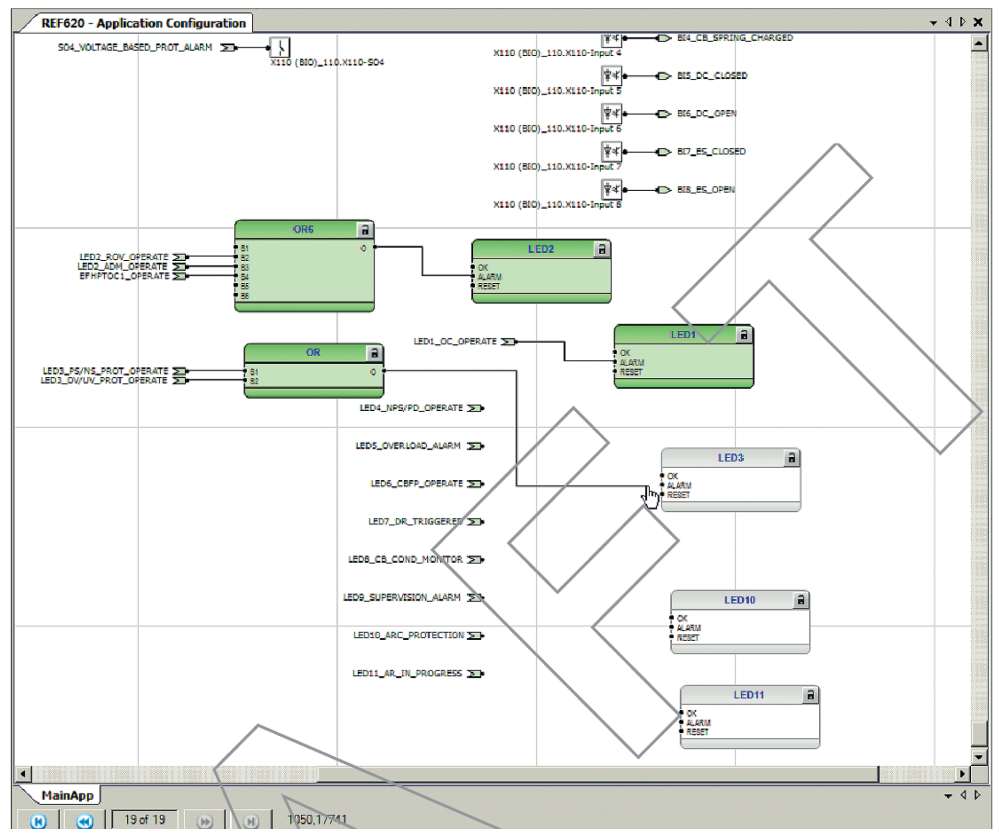 REF620 - Application Configuration
SO4_VOLTAGE_BASED_PROT_ALARM
X110 (BIO)_110.X110-SO4
BI4_CB_SPRING_CHARGED
X110 (BIO)_110.X110-Input 4
BI5_DC_CLOSED
X110 (BIO)_110.X110-Input 5
BI6_DC_OPEN
X110 (BIO)_110.X110-Input 6
BI7_ES_CLOSED
X110 (BIO)_110.X110-Input 7
BI8_ES_OPEN
X110 (BIO)_110.X110-Input 8
OR6
B1 O
LED2_ROV_OPERATE B2
LED2_ADM_OPERATE B3
EFHPTOC1_OPERATE B4
B5
B6
LED2
OK
ALARM
RESET
LED1_OC_OPERATE
LED1
OK
ALARM
RESET
OR
LED3_PS/NS_PROT_OPERATE B1 O
LED3_OV/UV_PROT_OPERATE B2
LED4_NPS/PD_OPERATE
LED5_OVERLOAD_ALARM
LED6_CBFP_OPERATE
LED3
OK
ALARM
RESET
LED7_DR_TRIGGERED
LED8_CB_COND_MONITOR
LED9_SUPERVISION_ALARM
LED10_ARC_PROTECTION
LED10
OK
ALARM
RESET
LED11_AR_IN_PROGRESS
LED11
OK
ALARM
RESET
MainApp
19 of 19 1050,17741